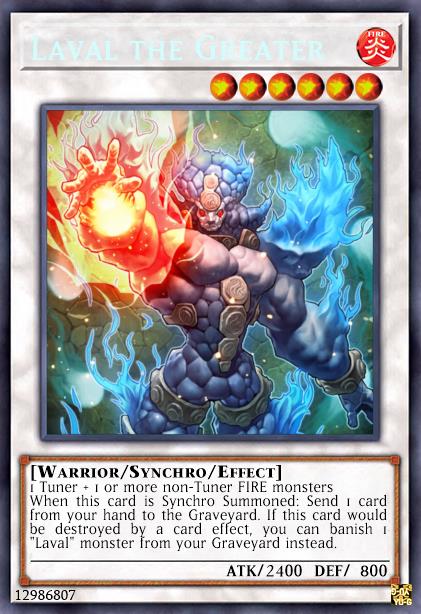 Laval the Greater
FIRE
炎
[Warrior/Synchro/Effect]
1 Tuner + 1 or more non-Tuner FIRE monsters
When this card is Synchro Summoned: Send 1 card
from your hand to the Graveyard. If this card would
be destroyed by a card effect, you can banish 1
"Laval" monster from your Graveyard instead.
ATK/2400 DEF/ 800
12986807